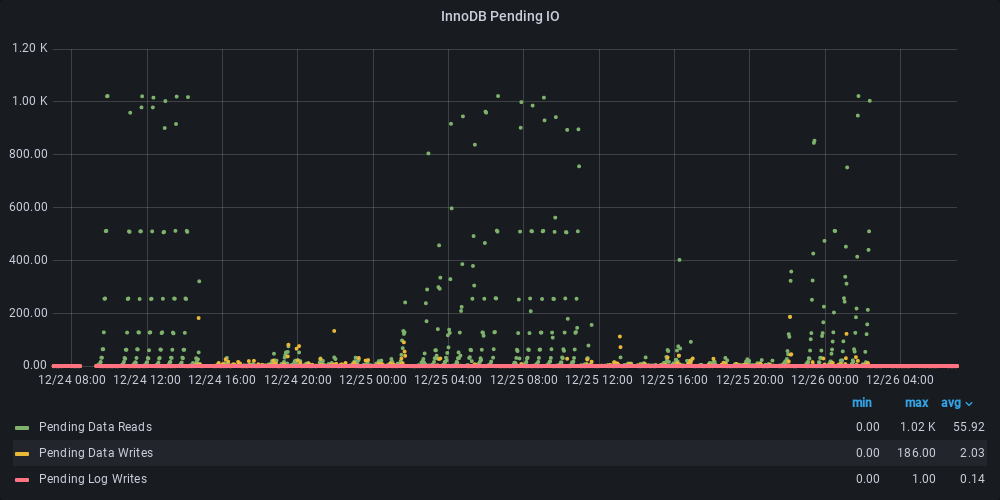 InnoDB Pending IO
1.20 K
1.00 K
800.00
600.00
400.00
200.00
0.00
12/24 08:00 12/24 12:00 12/24 16:00 12/24 20:00 12/25 00:00 12/25 04:00 12/25 08:00 12/25 12:00 12/25 16:00 12/25 20:00 12/26 00:00 12/26 04:00
min max avg
Pending Data Reads 0.00 1.02 K 55.92
Pending Data Writes 0.00 186.00 2.03
Pending Log Writes 0.00 1.00 0.14